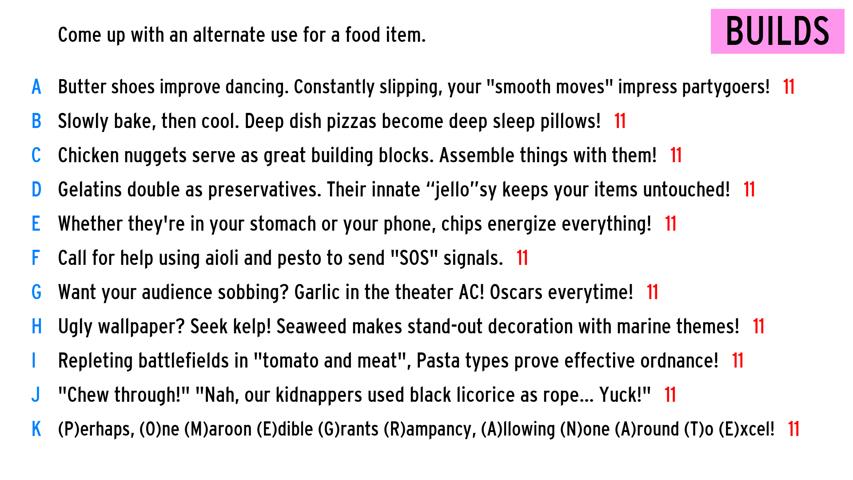 Come up with an alternate use for a food item.
BUILDS
A Butter shoes improve dancing. Constantly slipping, your "smooth moves" impress partygoers! 11
B Slowly bake, then cool. Deep dish pizzas become deep sleep pillows! 11
C Chicken nuggets serve as great building blocks. Assemble things with them! 11
D Gelatins double as preservatives. Their innate “jello”sy keeps your items untouched! 11
E Whether they're in your stomach or your phone, chips energize everything! 11
F Call for help using aioli and pesto to send "SOS" signals. 11
G Want your audience sobbing? Garlic in the theater AC! Oscars everytime! 11
H Ugly wallpaper? Seek kelp! Seaweed makes stand-out decoration with marine themes! 11
I Repleting battlefields in "tomato and meat", Pasta types prove effective ordnance! 11
J "Chew through!" "Nah, our kidnappers used black licorice as rope... Yuck!" 11
K (P)erhaps, (O)ne (M)aroon (E)dible (G)rants (R)ampancy, (A)llowing (N)one (A)round (T)o (E)xcel! 11